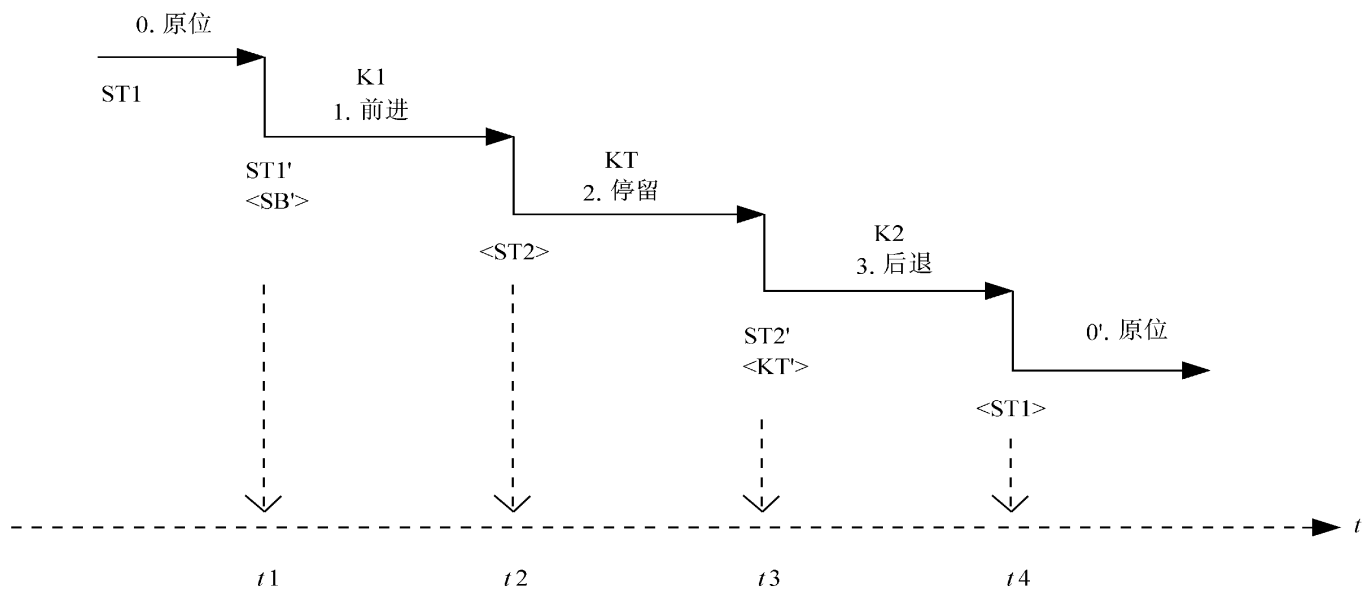 0. 原位
ST1
K1
1. 前进
ST1'
<SB'>
KT
2. 停留
<ST2>
K2
3. 后退
ST2'
<KT'>
0'. 原位
<ST1>
t
t1
t2
t3
t4